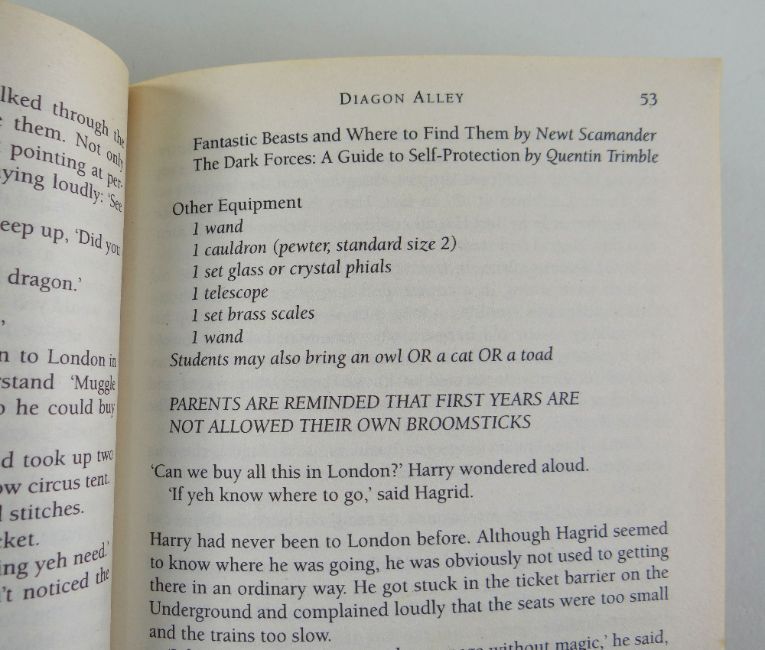 lked through the
them. Not only
pointing at per-
ying loudly: 'See
eep up, 'Did you
dragon.'
,'
n to London in
rstand 'Muggle
o he could buy
d took up two
ow circus tent.
l stitches.
ket.
ing yeh need.'
't noticed the
DIAGON ALLEY 53
Fantastic Beasts and Where to Find Them by Newt Scamander
The Dark Forces: A Guide to Self-Protection by Quentin Trimble
Other Equipment
1 wand
1 cauldron (pewter, standard size 2)
1 set glass or crystal phials
1 telescope
1 set brass scales
1 wand
Students may also bring an owl OR a cat OR a toad
PARENTS ARE REMINDED THAT FIRST YEARS ARE
NOT ALLOWED THEIR OWN BROOMSTICKS
'Can we buy all this in London?' Harry wondered aloud.
'If yeh know where to go,' said Hagrid.
Harry had never been to London before. Although Hagrid seemed
to know where he was going, he was obviously not used to getting
there in an ordinary way. He got stuck in the ticket barrier on the
Underground and complained loudly that the seats were too small
and the trains too slow.
without magic,' he said,